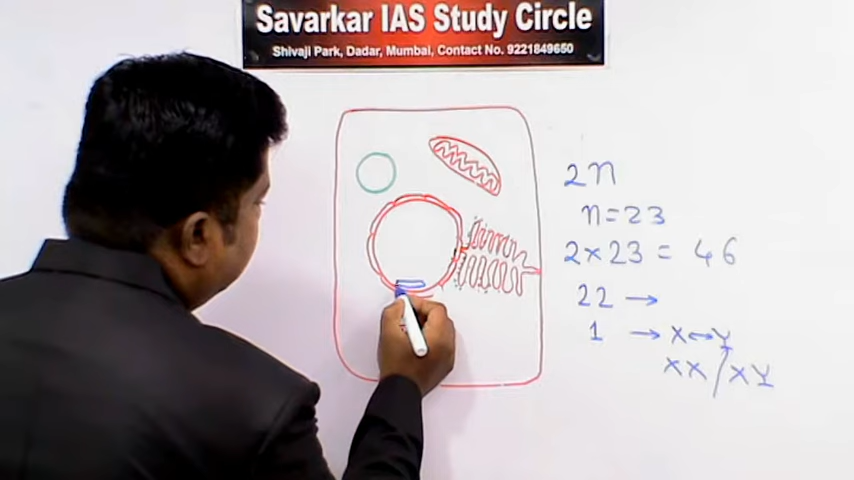 Savarkar IAS Study Circle
Shivaji Park, Dadar, Mumbai, Contact No. 9221849650
2n
n=23
2×23 = 46
22 →
1 → X↔Y
XX/XY